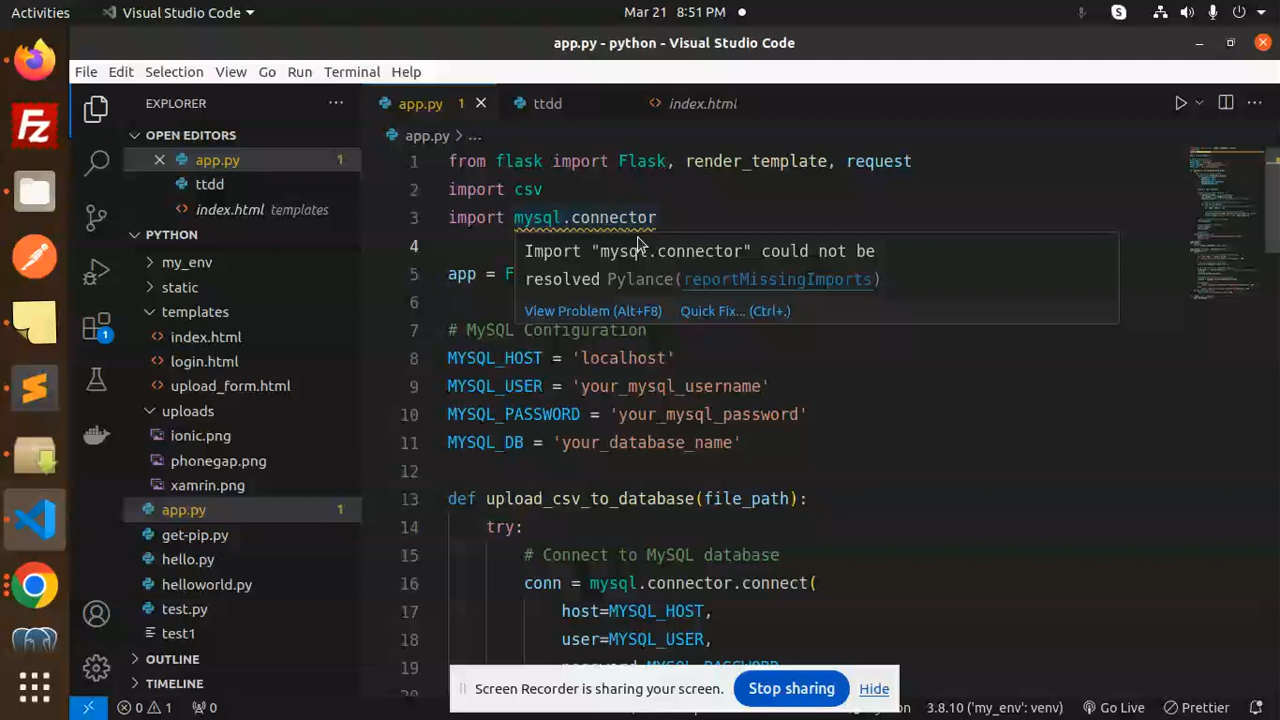 Activities Visual Studio Code Mar 21 8:51 PM
app.py - python - Visual Studio Code
File Edit Selection View Go Run Terminal Help
EXPLORER
OPEN EDITORS
app.py 1
ttdd
index.html templates
PYTHON
my_env
static
templates
index.html
login.html
upload_form.html
uploads
ionic.png
phonegap.png
xamrin.png
app.py 1
get-pip.py
hello.py
helloworld.py
test.py
test1
OUTLINE
TIMELINE
1
app.py 1
ttdd
index.html
app.py > ...
1 from flask import Flask, render_template, request
2 import csv
3 import mysql.connector
4
5 app = F
6
7 # MySQL Configuration
8 MYSQL_HOST = 'localhost'
9 MYSQL_USER = 'your_mysql_username'
10 MYSQL_PASSWORD = 'your_mysql_password'
11 MYSQL_DB = 'your_database_name'
12
13 def upload_csv_to_database(file_path):
14 try:
15 # Connect to MySQL database
16 conn = mysql.connector.connect(
17 host=MYSQL_HOST,
18 user=MYSQL_USER,
19
Import "mysql.connector" could not be
resolved Pylance(reportMissingImports)
View Problem (Alt+F8) Quick Fix... (Ctrl+.)
Screen Recorder is sharing your screen. Stop sharing Hide
0 1 0 3.8.10 ('my_env': venv) Go Live Prettier